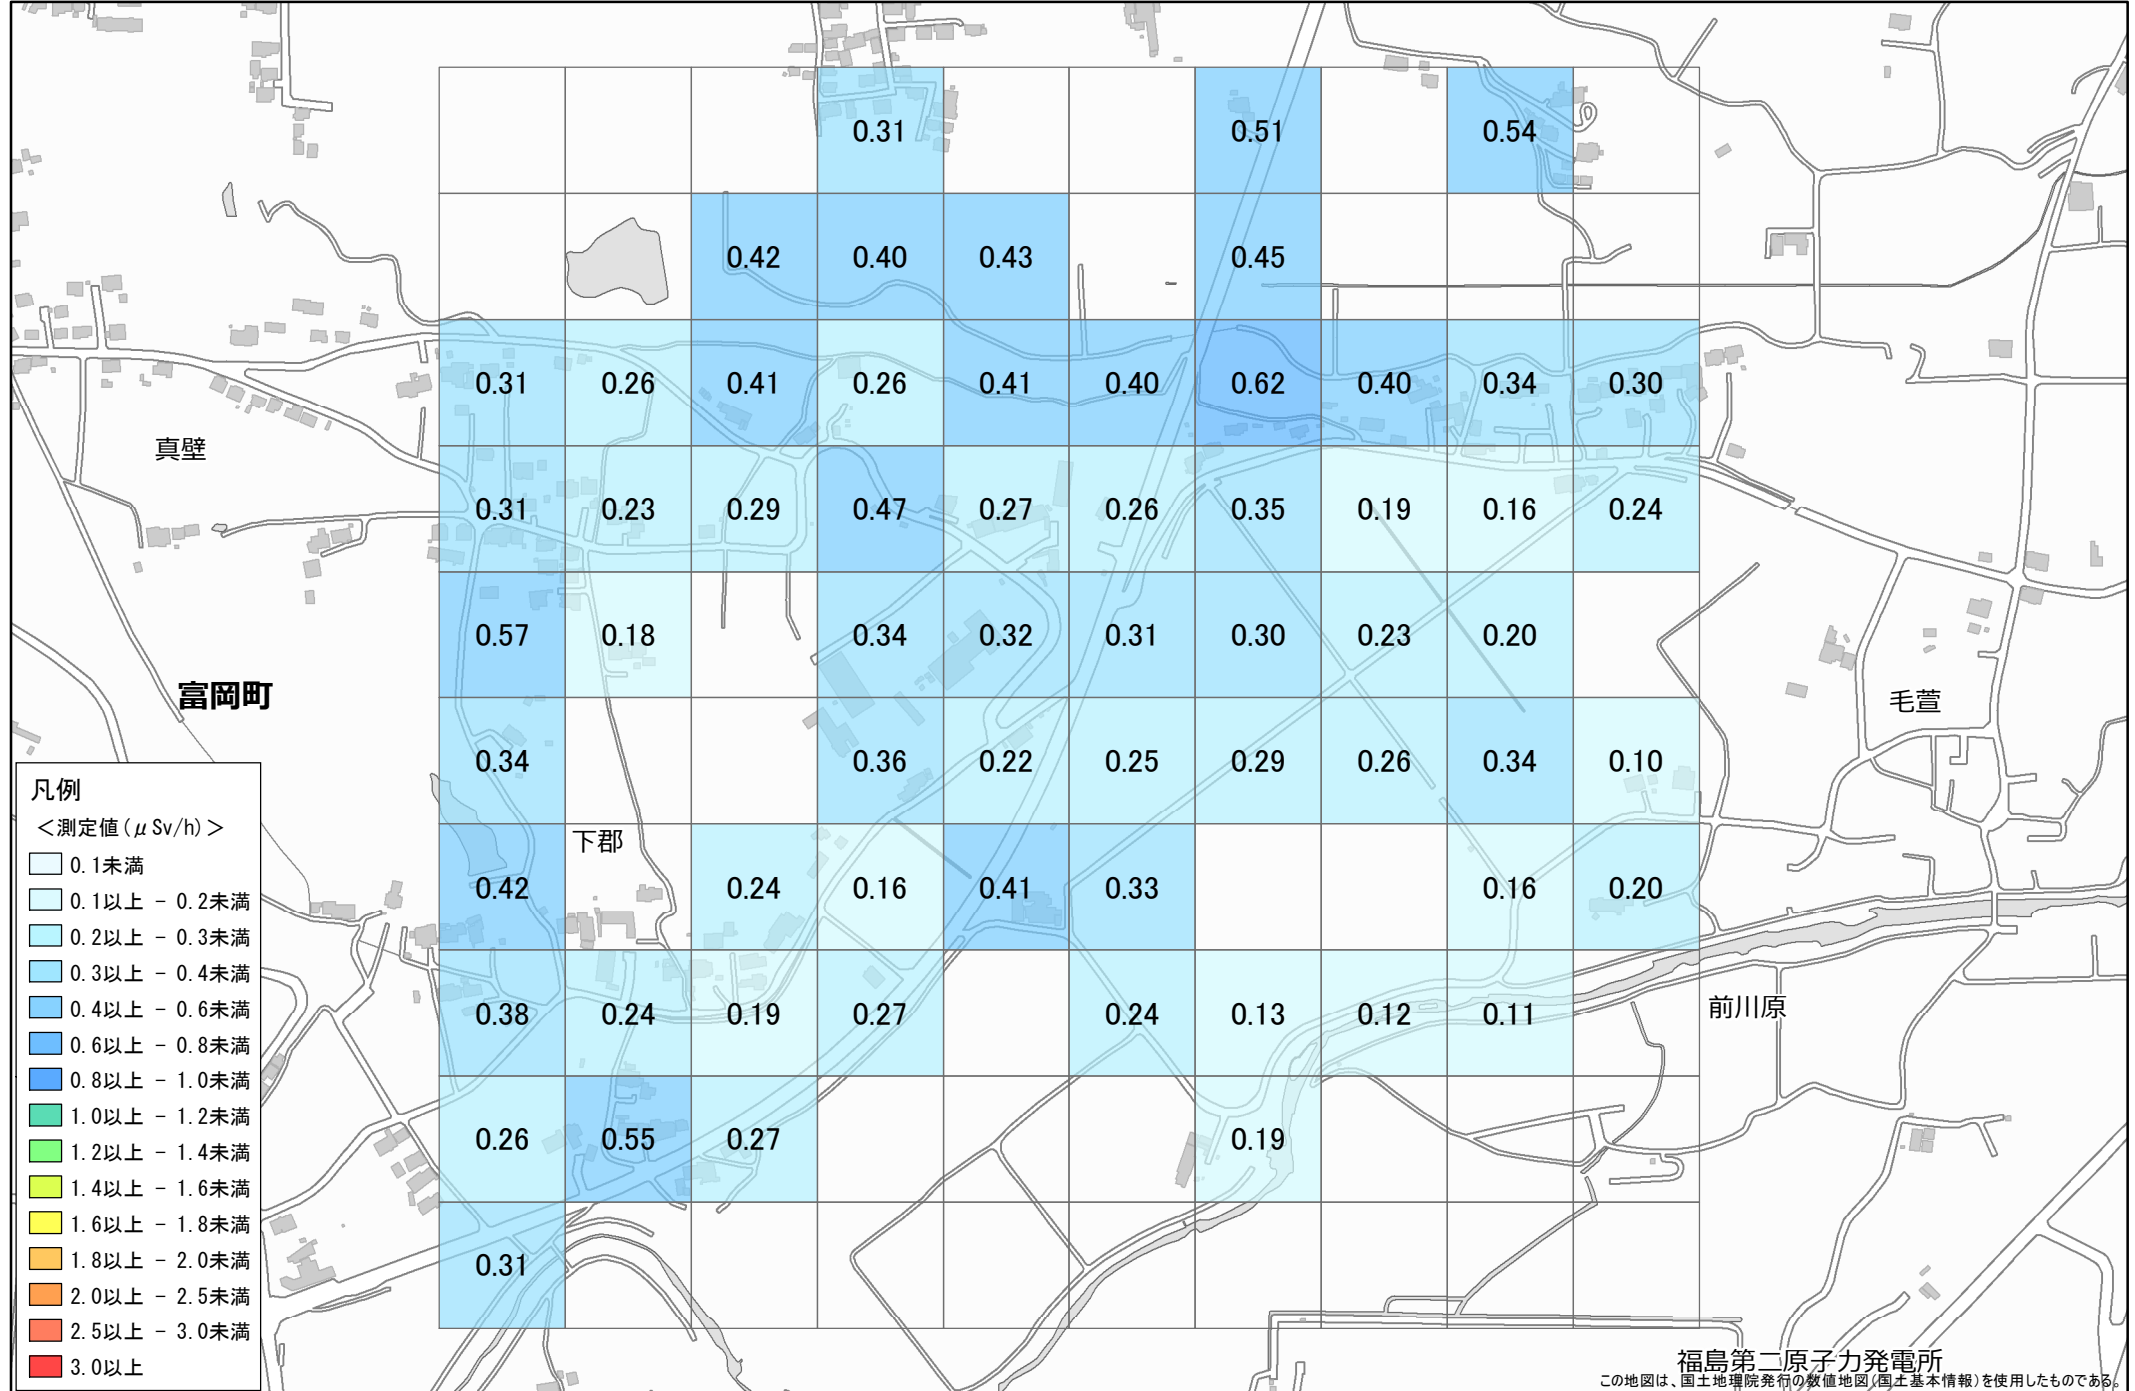 0.31 0.51 0.54
0.42 0.40 0.43 0.45
0.31 0.26 0.41 0.26 0.41 0.40 0.62 0.40 0.34 0.30
真壁
0.31 0.23 0.29 0.47 0.27 0.26 0.35 0.19 0.16 0.24
0.57 0.18 0.34 0.32 0.31 0.30 0.23 0.20
富岡町
毛萱
0.34 0.36 0.22 0.25 0.29 0.26 0.34 0.10
下郡
0.42 0.24 0.16 0.41 0.33 0.16 0.20
0.38 0.24 0.19 0.27 0.24 0.13 0.12 0.11
前川原
0.26 0.55 0.27 0.19
0.31
凡例
＜測定値(μSv/h)＞
0.1未満
0.1以上 - 0.2未満
0.2以上 - 0.3未満
0.3以上 - 0.4未満
0.4以上 - 0.6未満
0.6以上 - 0.8未満
0.8以上 - 1.0未満
1.0以上 - 1.2未満
1.2以上 - 1.4未満
1.4以上 - 1.6未満
1.6以上 - 1.8未満
1.8以上 - 2.0未満
2.0以上 - 2.5未満
2.5以上 - 3.0未満
3.0以上
福島第二原子力発電所
この地図は、国土地理院発行の数値地図(国土基本情報)を使用したものである。